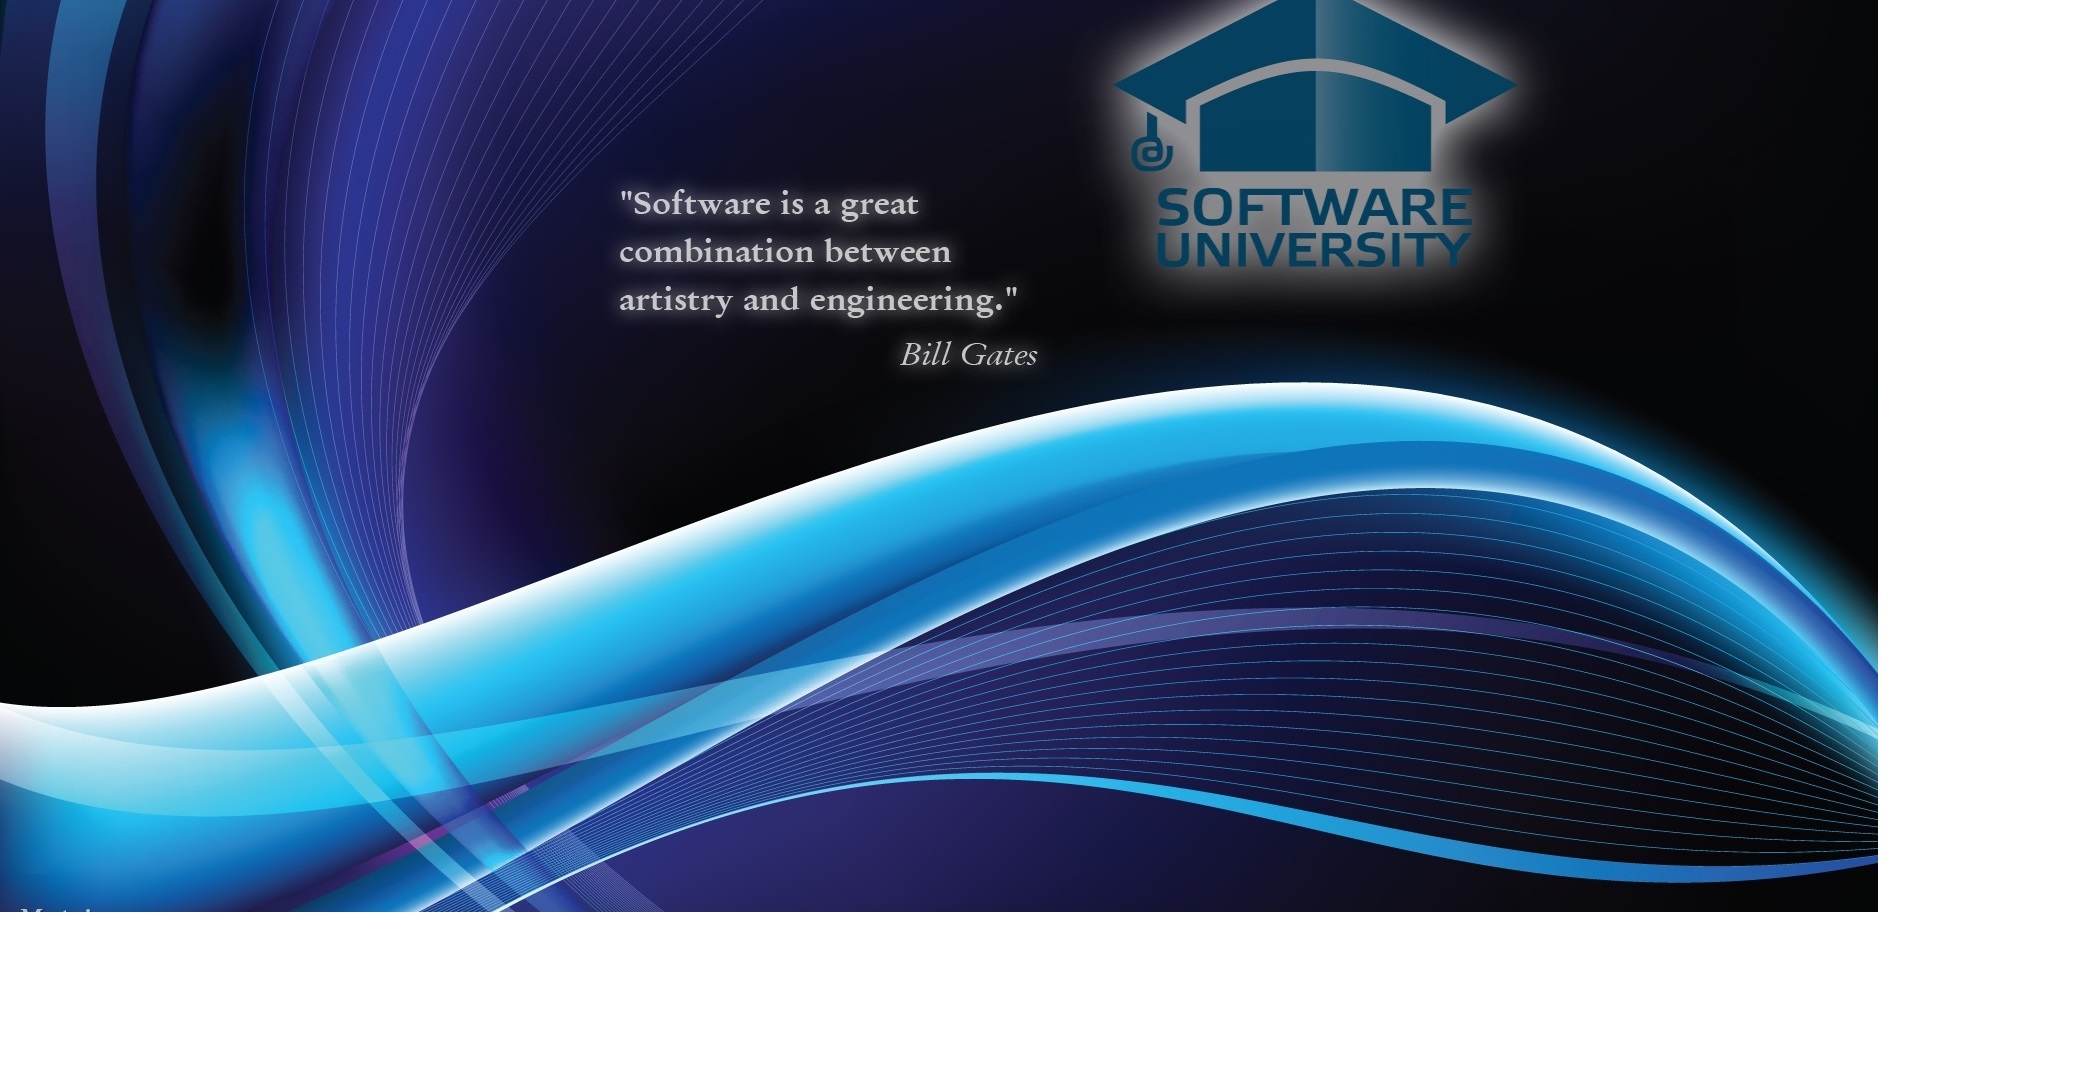 "Software is a great
combination between
artistry and engineering."
Bill Gates
SOFTWARE
UNIVERSITY